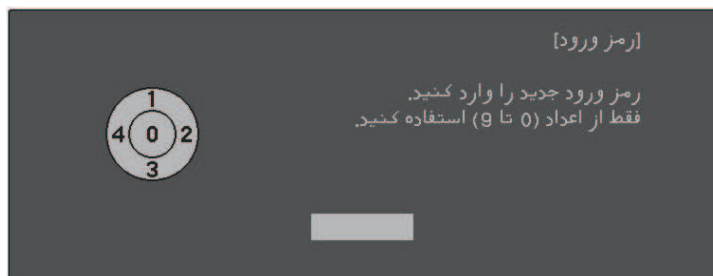 [رمز ورود]
رمز ورود جدید را وارد کنید.
فقط از اعداد (0 تا 9) استفاده کنید.
1
4 0 2
3